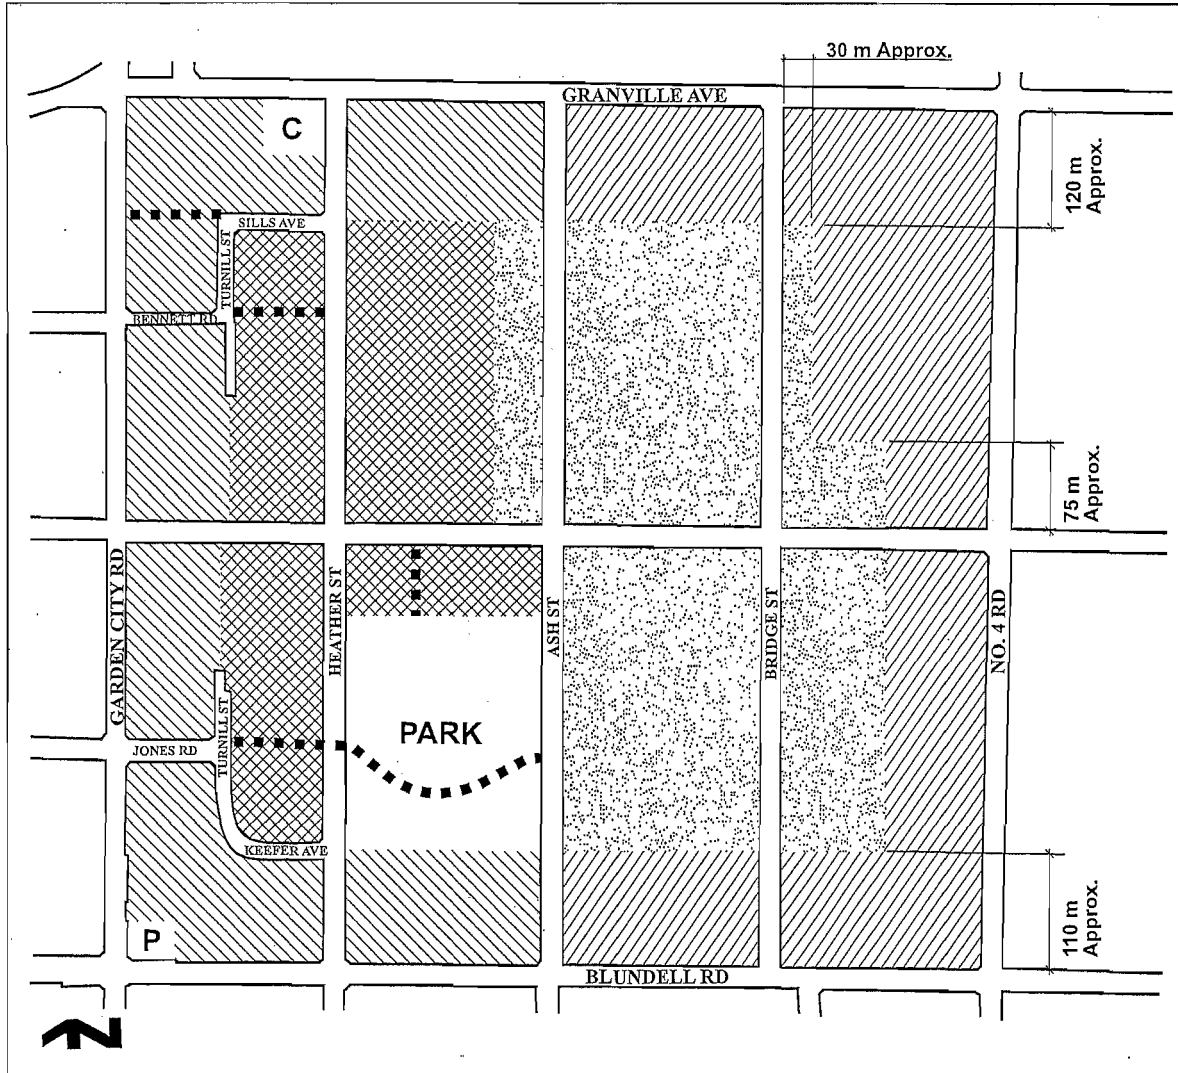 30 m Approx.
GRANVILLE AVE
C
120 m
Approx.
SILLS AVE
TURNILL ST
BENNETT RD
75 m
Approx.
GARDEN CITY RD
HEATHER ST
ASH ST
BRIDGE ST
NO. 4 RD
PARK
JONES RD
TURNILL ST
KEEFER AVE
110 m
Approx.
P
BLUNDELL RD
N